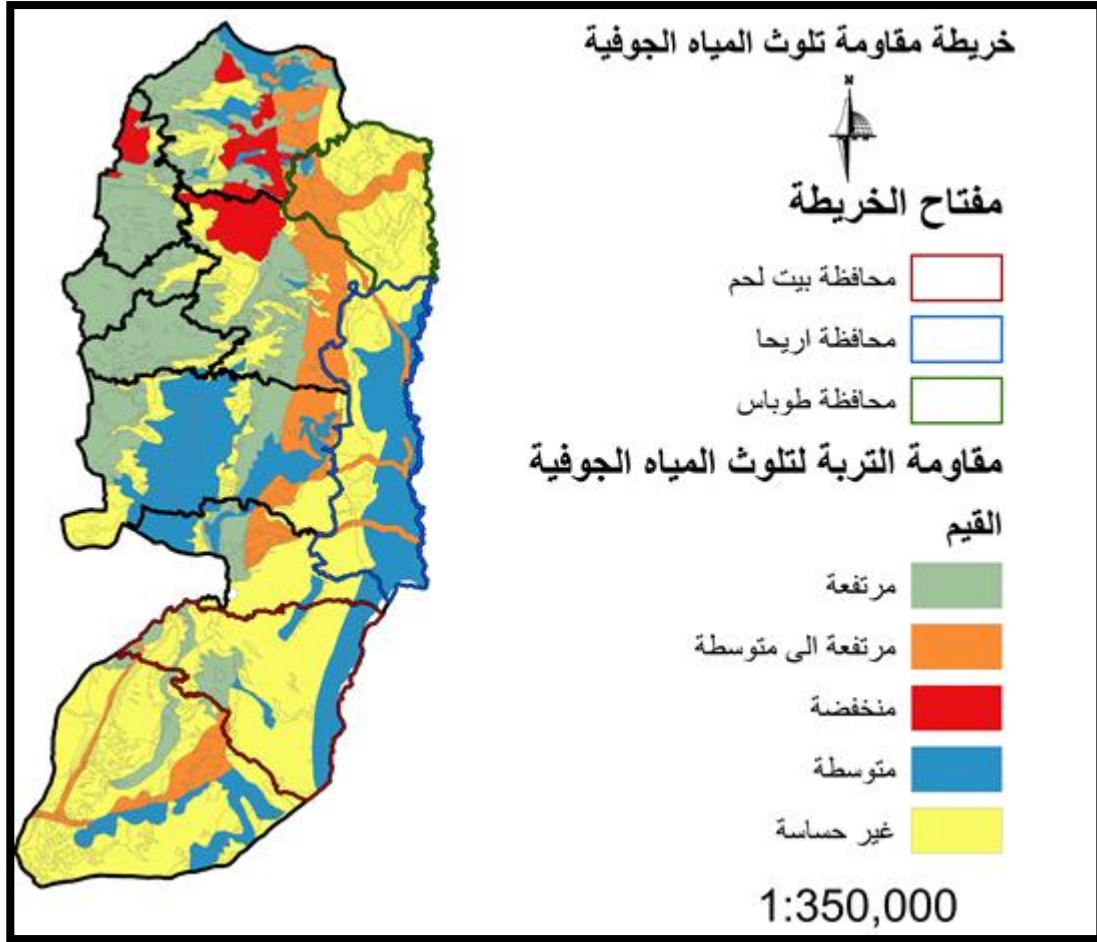 خريطة مقاومة تلوث المياه الجوفية
N
مفتاح الخريطة
محافظة بيت لحم
محافظة اريحا
محافظة طوباس
مقاومة التربة لتلوث المياه الجوفية
القيم
مرتفعة
مرتفعة الى متوسطة
منخفضة
متوسطة
غير حساسة
1:350,000